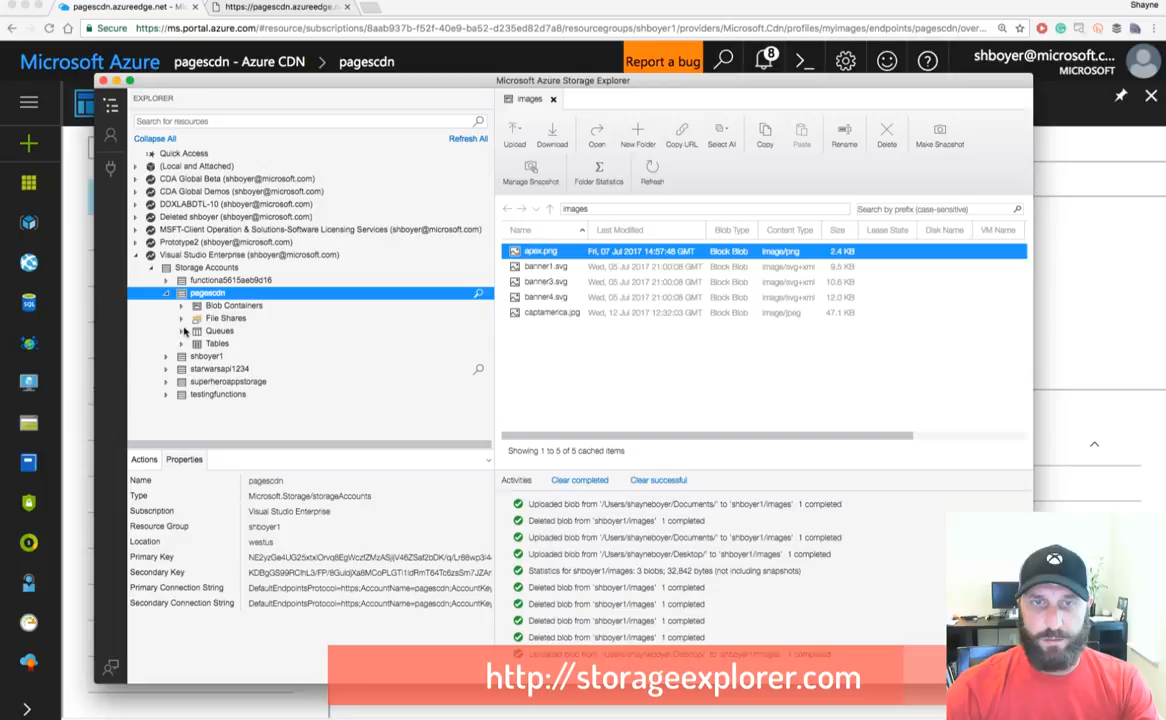 pagescdn.azureedge.net - Mi
https://pagescdn.azureedge.
Shayne
Secure
https://ms.portal.azure.com/#resource/subscriptions/8aab937b-f52f-40e9-ba52-d235ed82d7a8/resourcegroups/shboyer1/providers/Microsoft.Cdn/profiles/myimages/endpoints/pagescdn/over...
Microsoft Azure
pagescdn - Azure CDN
pagescdn
Report a bug
8
shboyer@microsoft.c...
MICROSOFT
Microsoft Azure Storage Explorer
EXPLORER
Search for resources
Collapse All
Refresh All
Quick Access
(Local and Attached)
CDA Global Beta (shboyer@microsoft.com)
CDA Global Demos (shboyer@microsoft.com)
DDXLABDTL-10 (shboyer@microsoft.com)
Deleted shboyer (shboyer@microsoft.com)
MSFT-Client Operation & Solutions-Software Licensing Services (shboyer@microsoft.com)
Prototype2 (shboyer@microsoft.com)
Visual Studio Enterprise (shboyer@microsoft.com)
Storage Accounts
functiona5615aeb9d16
pagescdn
Blob Containers
File Shares
Queues
Tables
shboyer1
starwarsapi1234
superheroappstorage
testingfunctions
images
Upload
Download
Open
New Folder
Copy URL
Select All
Copy
Paste
Rename
Delete
Make Snapshot
Manage Snapshot
Folder Statistics
Refresh
images
Search by prefix (case-sensitive)
Name Last Modified Blob Type Content Type Size Lease State Disk Name VM Name
apex.png Fri, 07 Jul 2017 14:57:48 GMT Block Blob image/png 2.4 KB
banner1.svg Wed, 05 Jul 2017 21:00:08 GMT Block Blob image/svg+xml 9.5 KB
banner3.svg Wed, 05 Jul 2017 21:00:08 GMT Block Blob image/svg+xml 10.6 KB
banner4.svg Wed, 05 Jul 2017 21:00:08 GMT Block Blob image/svg+xml 12.0 KB
captamerica.jpg Wed, 12 Jul 2017 12:32:03 GMT Block Blob image/jpeg 47.1 KB
Showing 1 to 5 of 5 cached items
Actions
Properties
Name pagescdn
Type Microsoft.Storage/storageAccounts
Subscription Visual Studio Enterprise
Resource Group shboyer1
Location westus
Primary Key
Secondary Key
Primary Connection String DefaultEndpointsProtocol=https;AccountName=pagescdn;AccountKey
Secondary Connection String DefaultEndpointsProtocol=https;AccountName=pagescdn;AccountKey
Activities
Clear completed
Clear successful
Uploaded blob from '/Users/shayneboyer/Documents/' to 'shboyer1/images' 1 completed
Deleted blob from 'shboyer1/images' 1 completed
Uploaded blob from '/Users/shayneboyer/Documents/' to 'shboyer1/images' 1 completed
Uploaded blob from '/Users/shayneboyer/Desktop/' to 'shboyer1/images' 1 completed
Statistics for shboyer1/images: 3 blobs; 32,842 bytes (not including snapshots)
Deleted blob from 'shboyer1/images' 1 completed
Deleted blob from 'shboyer1/images' 1 completed
Deleted blob from 'shboyer1/images' 1 completed
Deleted blob from 'shboyer1/images' 1 completed
http://storageexplorer.com